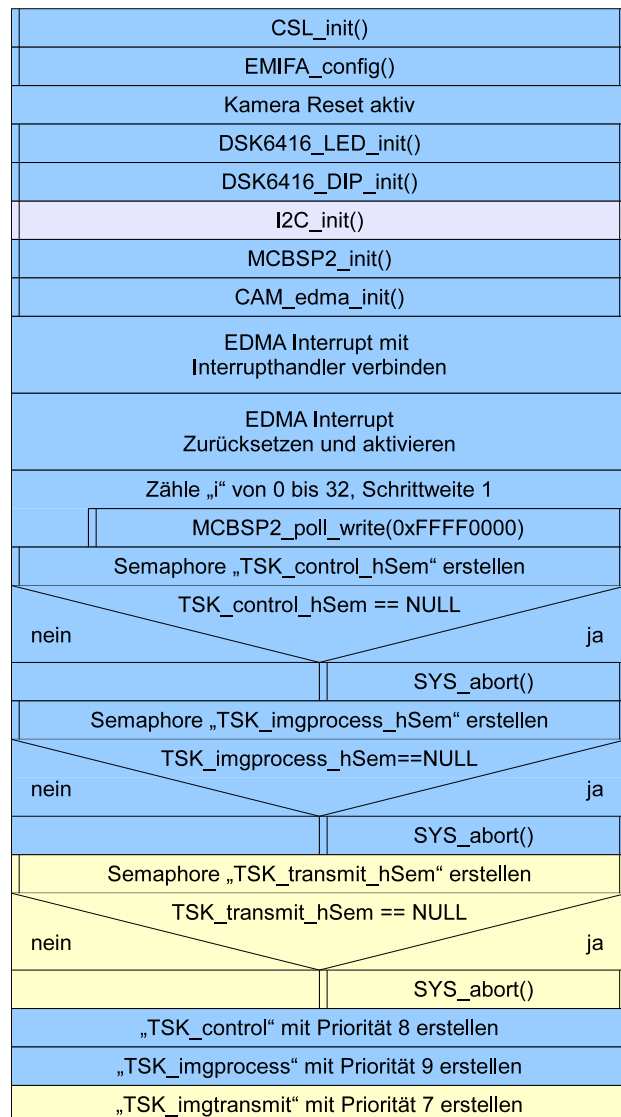 CSL_init()
EMIFA_config()
Kamera Reset aktiv
DSK6416_LED_init()
DSK6416_DIP_init()
I2C_init()
MCBSP2_init()
CAM_edma_init()
EDMA Interrupt mit
Interrupthandler verbinden
EDMA Interrupt
Zurücksetzen und aktivieren
Zähle „i“ von 0 bis 32, Schrittweite 1
MCBSP2_poll_write(0xFFFF0000)
Semaphore „TSK_control_hSem“ erstellen
TSK_control_hSem == NULL
nein ja
SYS_abort()
Semaphore „TSK_imgprocess_hSem“ erstellen
TSK_imgprocess_hSem==NULL
nein ja
SYS_abort()
Semaphore „TSK_transmit_hSem“ erstellen
TSK_transmit_hSem == NULL
nein ja
SYS_abort()
„TSK_control“ mit Priorität 8 erstellen
„TSK_imgprocess“ mit Priorität 9 erstellen
„TSK_imgtransmit“ mit Priorität 7 erstellen